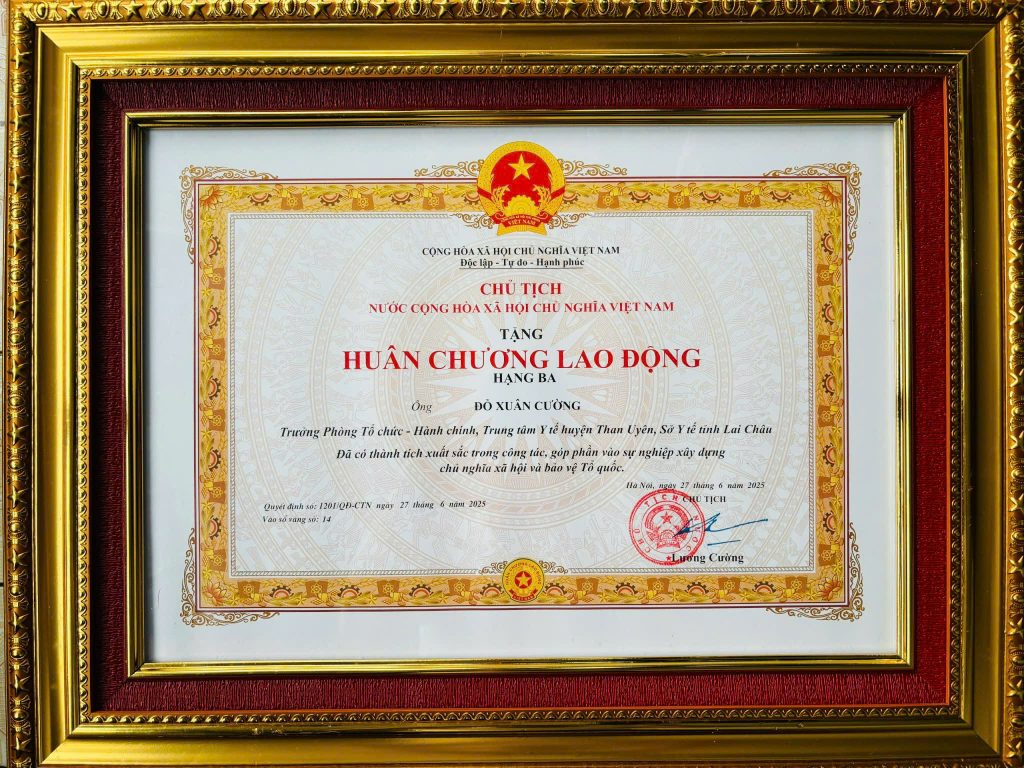 VIỆT NAM
CỘNG HÒA XÃ HỘI CHỦ NGHĨA VIỆT NAM
Độc lập - Tự do - Hạnh phúc
CHỦ TỊCH
NƯỚC CỘNG HÒA XÃ HỘI CHỦ NGHĨA VIỆT NAM
TẶNG
HUÂN CHƯƠNG LAO ĐỘNG
HẠNG BA
Ông ĐỖ XUÂN CƯỜNG
Trưởng Phòng Tổ chức - Hành chính, Trung tâm Y tế huyện Than Uyên, Sở Y tế tỉnh Lai Châu
Đã có thành tích xuất sắc trong công tác, góp phần vào sự nghiệp xây dựng
chủ nghĩa xã hội và bảo vệ Tổ quốc.
Hà Nội, ngày 27 tháng 6 năm 2025
CHỦ TỊCH
Quyết định số: 1201/QĐ-CTN ngày 27 tháng 6 năm 2025
Vào sổ vàng số: 14
CHỦ TỊCH NƯỚC
Lương Cường